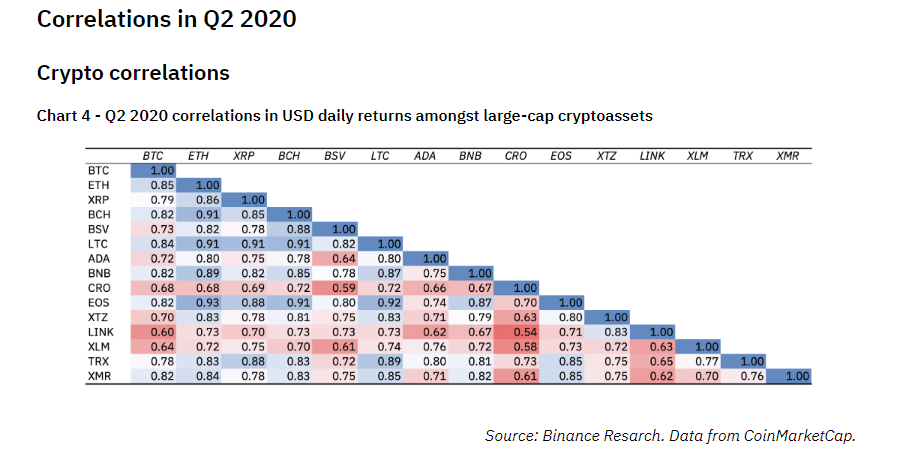 Correlations in Q2 2020
Crypto correlations
Chart 4 - Q2 2020 correlations in USD daily returns amongst large-cap cryptoassets
BTC ETH XRP BCH BSV LTC ADA BNB CRO EOS XTZ LINK XLM TRX XMR
BTC 1.00
ETH 0.85 1.00
XRP 0.79 0.86 1.00
BCH 0.82 0.91 0.85 1.00
BSV 0.73 0.82 0.78 0.88 1.00
LTC 0.84 0.91 0.91 0.91 0.82 1.00
ADA 0.72 0.80 0.75 0.78 0.64 0.80 1.00
BNB 0.82 0.89 0.82 0.85 0.78 0.87 0.75 1.00
CRO 0.68 0.68 0.69 0.72 0.59 0.72 0.66 0.67 1.00
EOS 0.82 0.93 0.88 0.91 0.80 0.92 0.74 0.87 0.70 1.00
XTZ 0.70 0.83 0.78 0.81 0.75 0.83 0.71 0.79 0.63 0.80 1.00
LINK 0.60 0.73 0.70 0.73 0.73 0.73 0.62 0.67 0.54 0.71 0.83 1.00
XLM 0.64 0.72 0.75 0.70 0.61 0.74 0.76 0.72 0.58 0.73 0.72 0.63 1.00
TRX 0.78 0.83 0.88 0.83 0.72 0.89 0.80 0.81 0.73 0.85 0.75 0.65 0.77 1.00
XMR 0.82 0.84 0.78 0.83 0.75 0.85 0.71 0.82 0.61 0.85 0.75 0.62 0.70 0.76 1.00
Source: Binance Resarch. Data from CoinMarketCap.